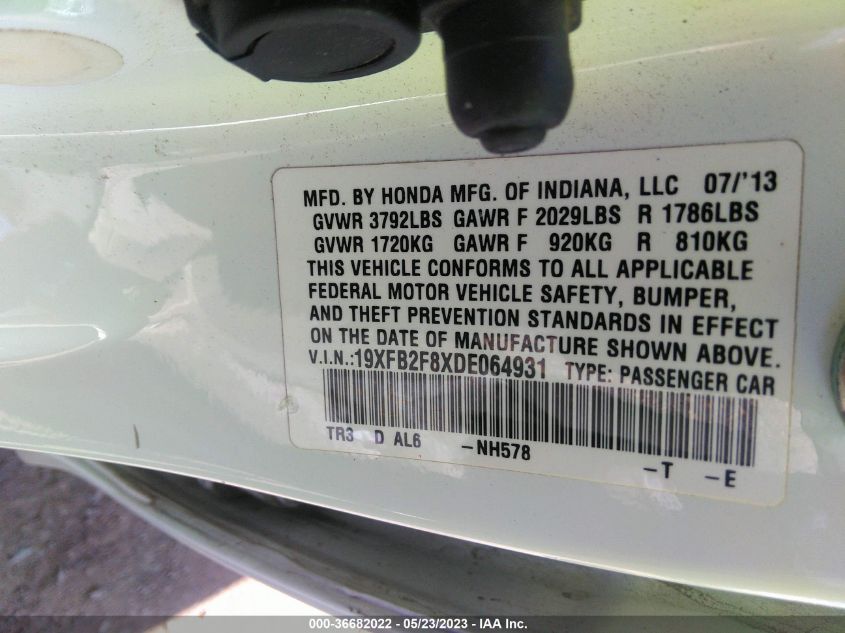 MFD. BY HONDA MFG. OF INDIANA, LLC 07/'13
GVWR 3792LBS GAWR F 2029LBS R 1786LBS
GVWR 1720KG GAWR F 920KG R 810KG
THIS VEHICLE CONFORMS TO ALL APPLICABLE
FEDERAL MOTOR VEHICLE SAFETY, BUMPER,
AND THEFT PREVENTION STANDARDS IN EFFECT
ON THE DATE OF MANUFACTURE SHOWN ABOVE.
V.I.N.:19XFB2F8XDE064931 TYPE: PASSENGER CAR
TR3 D AL6 -NH578 -T -E
000-36682022 - 05/23/2023 - IAA Inc.